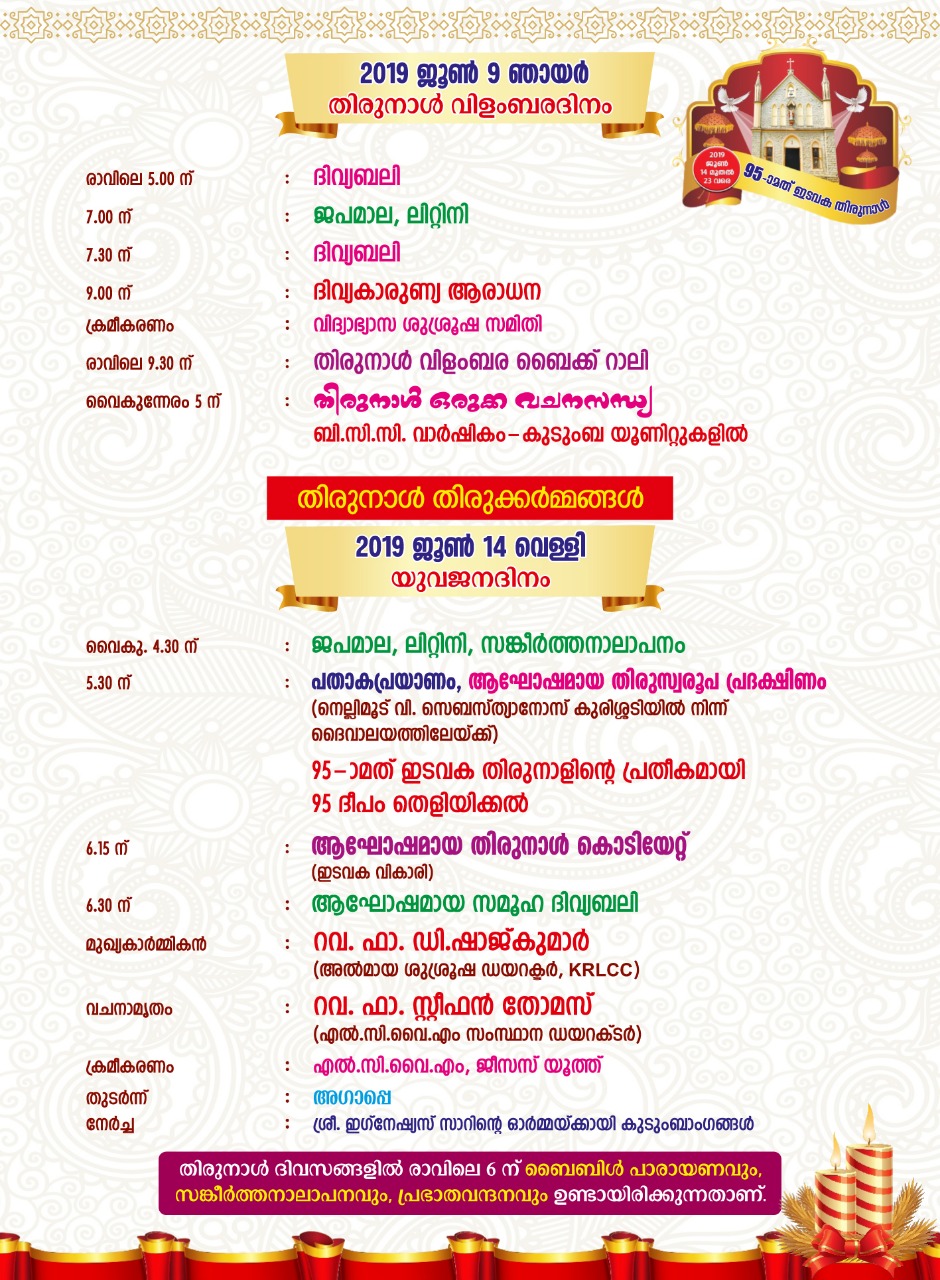 2019 ജൂൺ 9 ഞായർ
തിരുനാൾ വിളംബരദിനം
2019
ജൂൺ
14 മുതൽ
23 വരെ
95-ാമത് ഇടവക തിരുനാൾ
രാവിലെ 5.00 ന് : ദിവ്യബലി
7.00 ന് : ജപമാല, ലിറ്റിനി
7.30 ന് : ദിവ്യബലി
9.00 ന് : ദിവ്യകാരുണ്യ ആരാധന
ക്രമീകരണം : വിദ്യാഭ്യാസ ശുശ്രൂഷ സമിതി
രാവിലെ 9.30 ന് : തിരുനാൾ വിളംബര ബൈക്ക് റാലി
വൈകുന്നേരം 5 ന് : തിരുനാൾ ഒരുക്ക വചനസന്ധ്യ
ബി.സി.സി. വാർഷികം – കുടുംബ യൂണിറ്റുകളിൽ
തിരുനാൾ തിരുക്കർമ്മങ്ങൾ
2019 ജൂൺ 14 വെള്ളി
യുവജനദിനം
വൈകു. 4.30 ന് : ജപമാല, ലിറ്റിനി, സങ്കീർത്തനാലാപനം
5.30 ന് : പതാകപ്രയാണം, ആഘോഷമായ തിരുസ്വരൂപ പ്രദക്ഷിണം
(നെല്ലിമൂട് വി. സെബസ്ത്യാനോസ് കുരിശ്ശടിയിൽ നിന്ന്
ദൈവാലയത്തിലേയ്ക്ക്)
95–ാമത് ഇടവക തിരുനാളിന്റെ പ്രതീകമായി
95 ദീപം തെളിയിക്കൽ
6.15 ന് : ആഘോഷമായ തിരുനാൾ കൊടിയേറ്റ്
(ഇടവക വികാരി)
6.30 ന് : ആഘോഷമായ സമൂഹ ദിവ്യബലി
മുഖ്യകാർമ്മികൻ : റവ. ഫാ. ഡി.ഷാജ്കുമാർ
(അൽമായ ശുശ്രൂഷ ഡയറക്ടർ, KRLCC)
വചനാമൃതം : റവ. ഫാ. സ്റ്റീഫൻ തോമസ്
(എൽ.സി.വൈ.എം സംസ്ഥാന ഡയറക്ടർ)
ക്രമീകരണം : എൽ.സി.വൈ.എം, ജീസസ് യൂത്ത്
തുടർന്ന് : അഗാപ്പെ
നേർച്ച : ശ്രീ. ഇഗ്നേഷ്യസ് സാറിന്റെ ഓർമ്മയ്ക്കായി കുടുംബാംഗങ്ങൾ
തിരുനാൾ ദിവസങ്ങളിൽ രാവിലെ 6 ന് ബൈബിൾ പാരായണവും,
സങ്കീർത്തനാലാപനവും, പ്രഭാതവന്ദനവും ഉണ്ടായിരിക്കുന്നതാണ്.